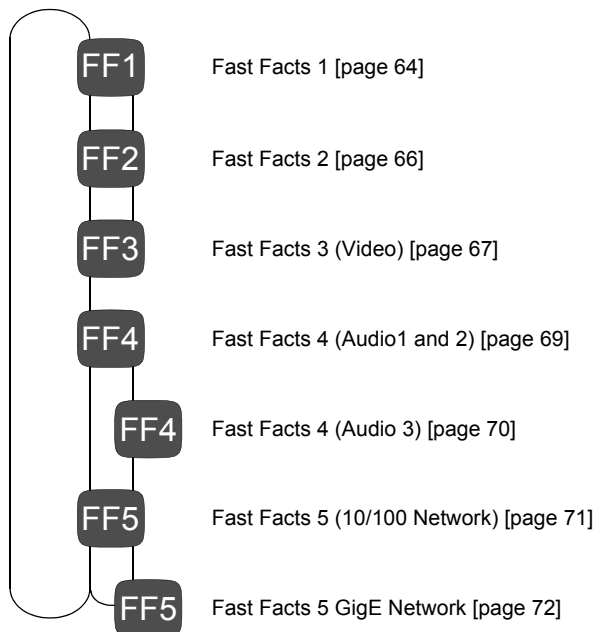 FF1 Fast Facts 1 [page 64]
FF2 Fast Facts 2 [page 66]
FF3 Fast Facts 3 (Video) [page 67]
FF4 Fast Facts 4 (Audio1 and 2) [page 69]
FF4 Fast Facts 4 (Audio 3) [page 70]
FF5 Fast Facts 5 (10/100 Network) [page 71]
FF5 Fast Facts 5 GigE Network [page 72]